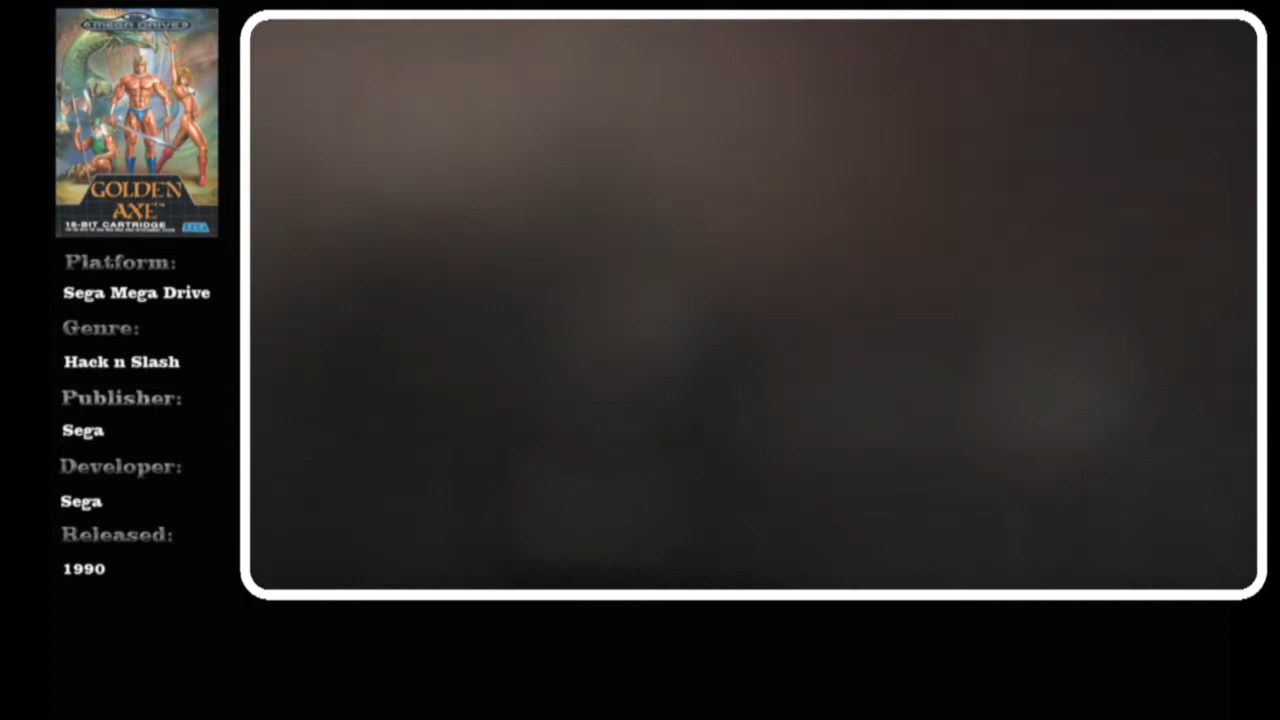 MEGA DRIVE
GOLDEN
AXE™
16-BIT CARTRIDGE
SEGA
Platform:
Sega Mega Drive
Genre:
Hack n Slash
Publisher:
Sega
Developer:
Sega
Released:
1990